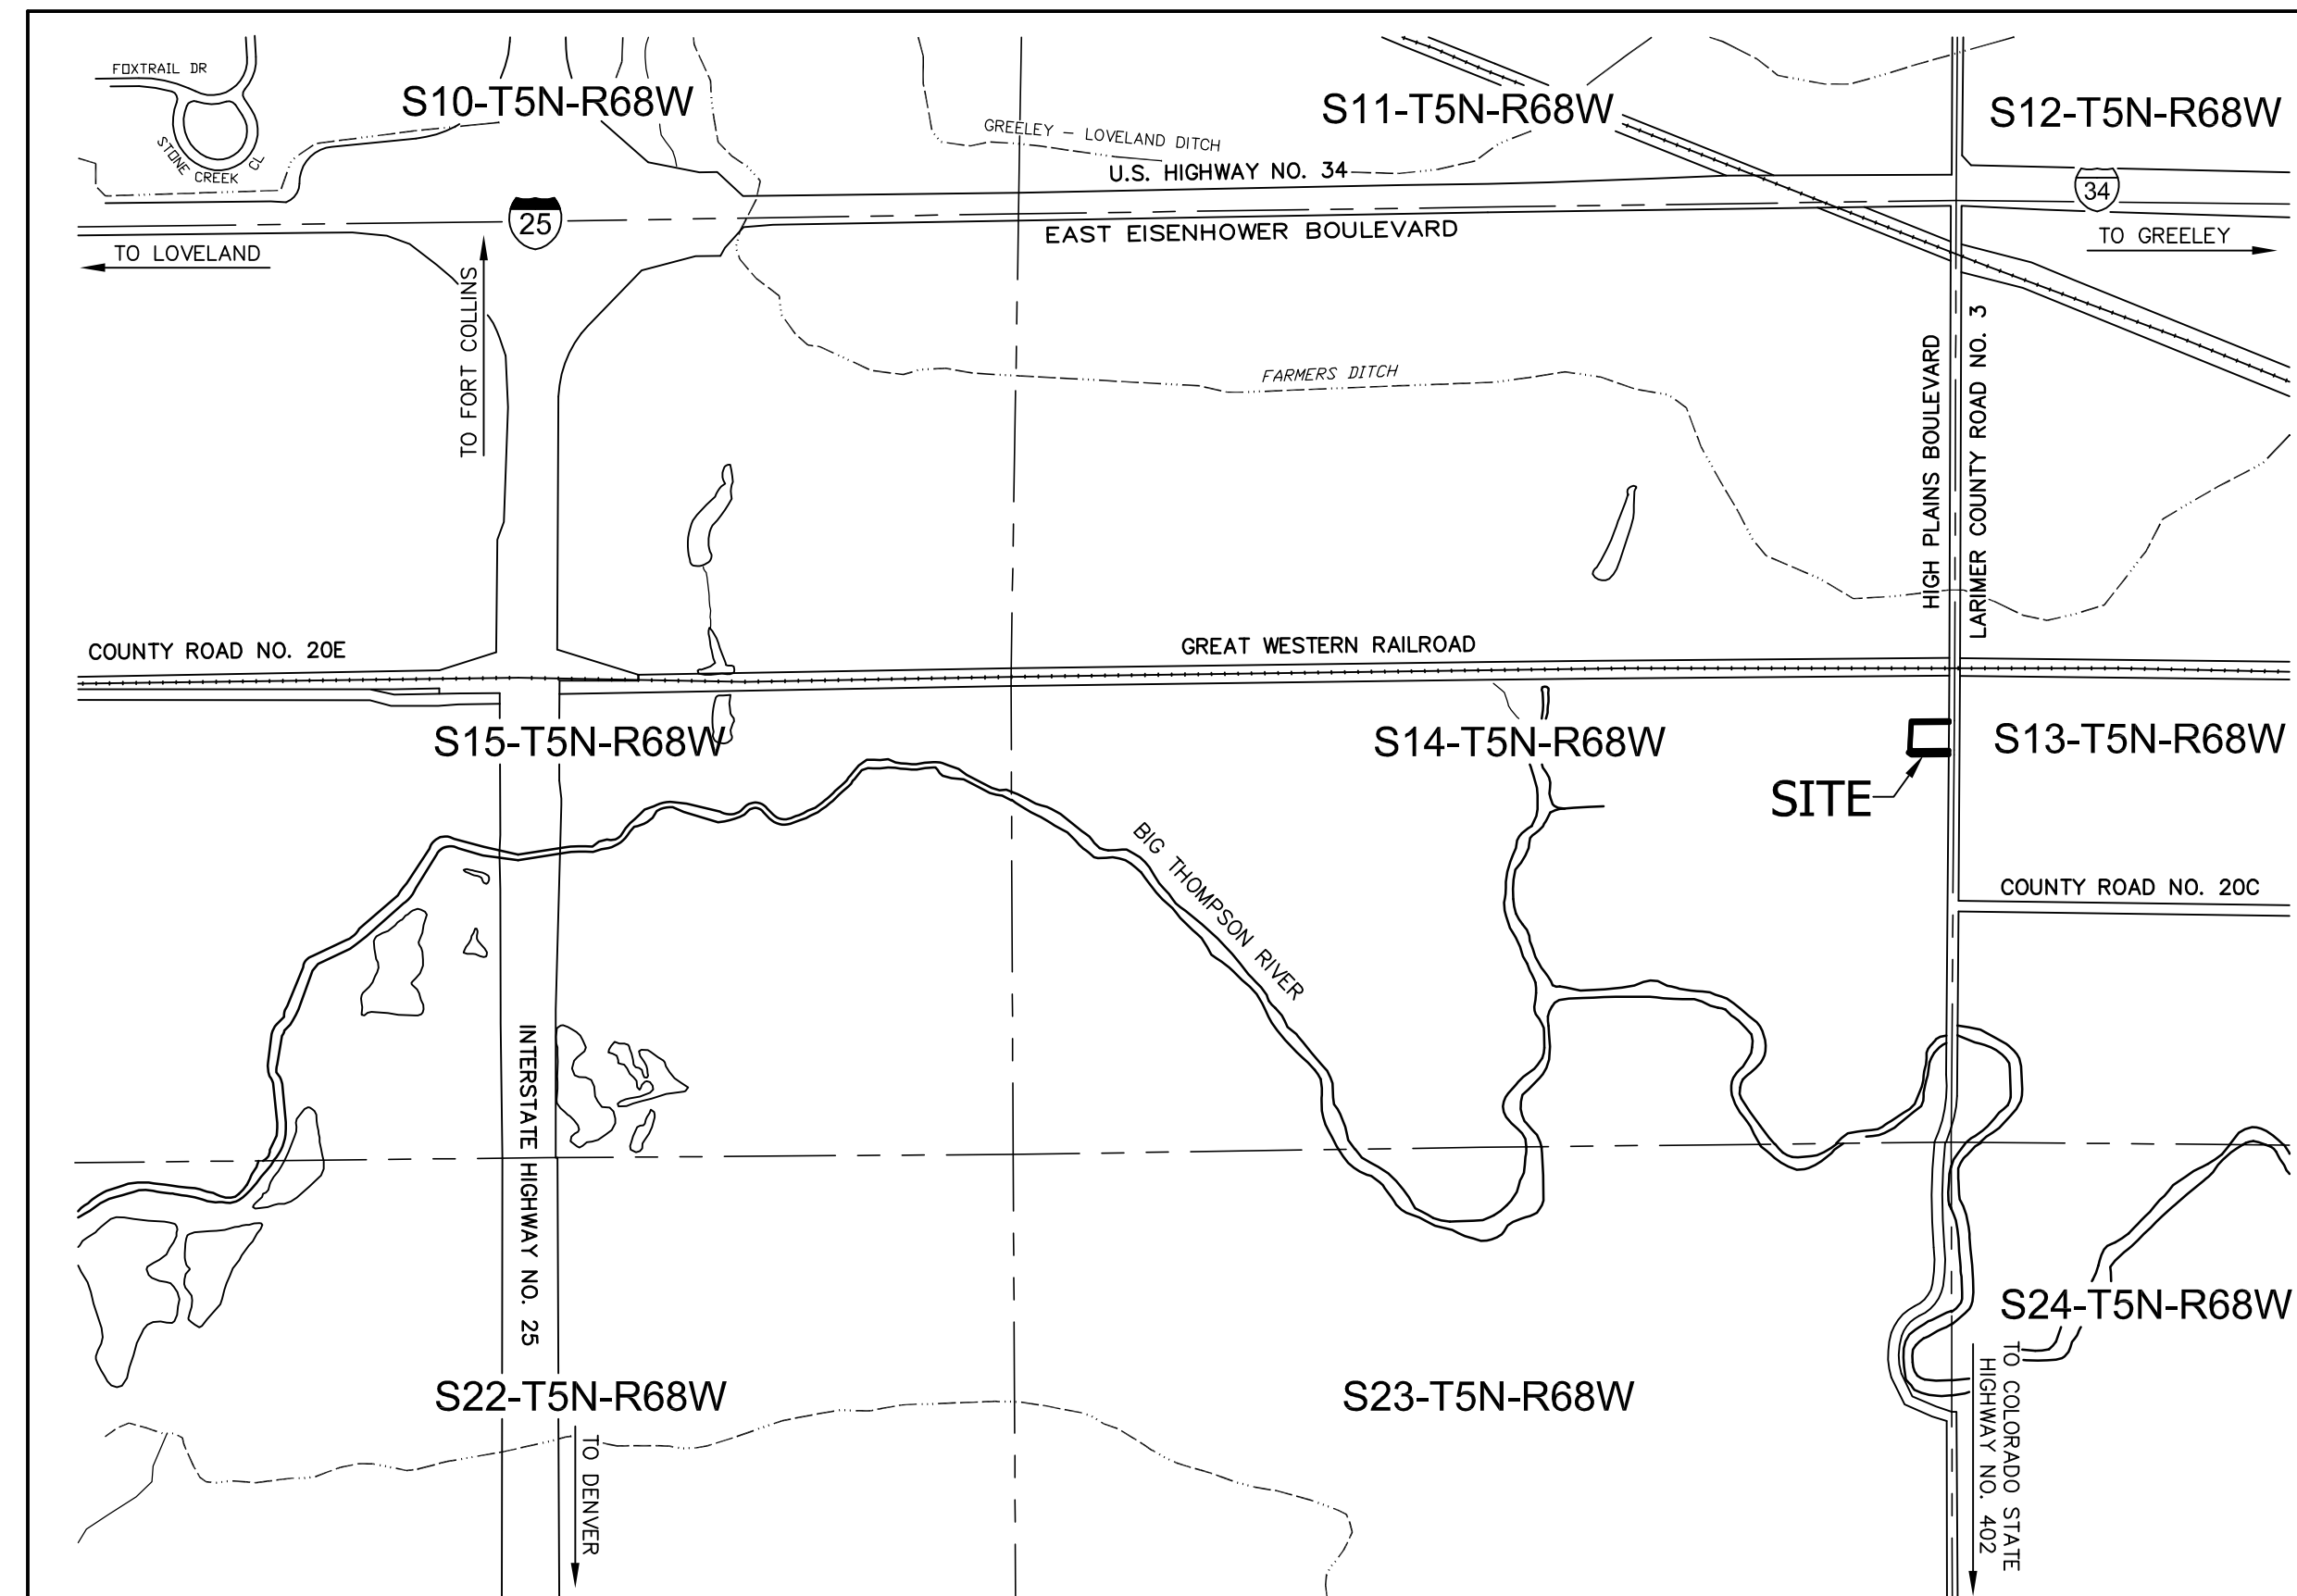 FOXTRAIL DR
S10-T5N-R68W
S11-T5N-R68W
S12-T5N-R68W
STONE CREEK CL
GREELEY - LOVELAND DITCH
U.S. HIGHWAY NO. 34
34
25
EAST EISENHOWER BOULEVARD
TO LOVELAND
TO GREELEY
TO FORT COLLINS
FARMERS DITCH
HIGH PLAINS BOULEVARD
LARIMER COUNTY ROAD NO. 3
COUNTY ROAD NO. 20E
GREAT WESTERN RAILROAD
S15-T5N-R68W
S14-T5N-R68W
S13-T5N-R68W
SITE
BIG THOMPSON RIVER
COUNTY ROAD NO. 20C
INTERSTATE HIGHWAY NO. 25
S24-T5N-R68W
S22-T5N-R68W
S23-T5N-R68W
TO DENVER
TO COLORADO STATE
HIGHWAY NO. 402